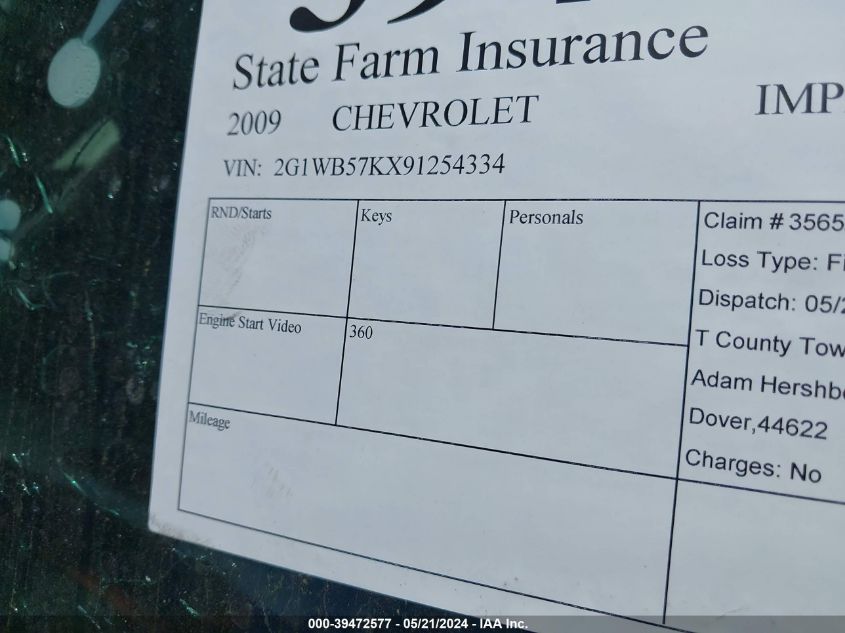 State Farm Insurance
2009 CHEVROLET IMP
VIN: 2G1WB57KX91254334
RND/Starts Keys Personals
Claim # 3565
Loss Type: Fi
Dispatch: 05/2
T County Tow
Adam Hershb
Dover,44622
Charges: No
Engine Start Video 360
Mileage
000-39472577 - 05/21/2024 - IAA Inc.